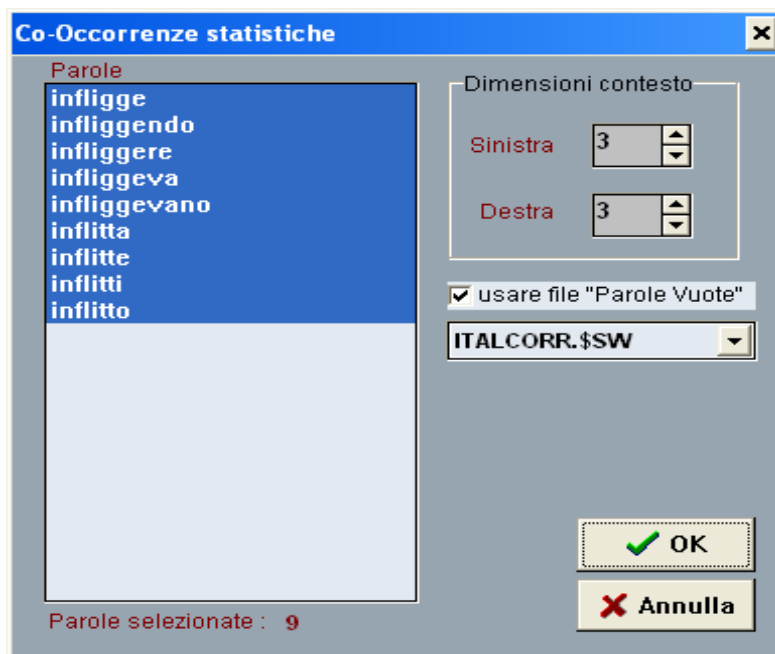 Co-Occorrenze statistiche
Parole
infligge
infliggendo
infliggere
infliggeva
infliggevano
inflitta
inflitte
inflitti
inflitto
Parole selezionate : 9
Dimensioni contesto
Sinistra 3
Destra 3
usare file "Parole Vuote"
ITALCORR.$SW
OK
Annulla